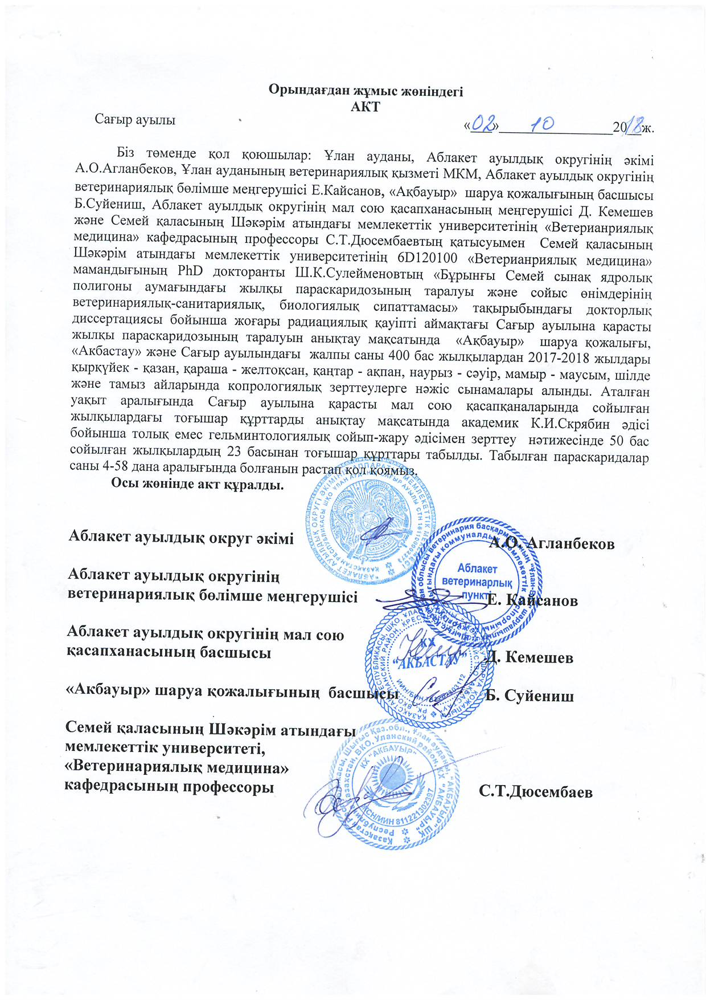 Орындағдан жұмыс жөніндегі
АКТ
Сағыр ауылы «02» 10 2018ж.
Біз төменде қол қоюшылар: Ұлан ауданы, Аблакет ауылдық округінің әкімі
А.О.Агланбеков, Ұлан ауданының ветеринариялық қызметі МКМ, Аблакет ауылдық округінің
ветеринариялық бөлімше меңгерушісі Е.Кайсанов, «Ақбауыр» шаруа қожалығының басшысы
Б.Суйениш, Аблакет ауылдық округінің мал сою қасапханасының меңгерушісі Д. Кемешев
және Семей қаласының Шәкәрім атындағы мемлекеттік университетінің «Ветерианриялық
медицина» кафедрасының профессоры С.Т.Дюсембаевтың қатысуымен Семей қаласының
Шәкәрім атындағы мемлекеттік университетінің 6D120100 «Ветерианриялық медицина»
мамандығының PhD докторанты Ш.К.Сулейменовтың «Бұрынғы Семей сынақ ядролық
полигоны аумағындағы жылқы параскаридозының таралуы және сойыс өнімдерінің
ветеринариялық-санитариялық, биологиялық сипаттамасы» тақырыбындағы докторлық
диссертациясы бойынша жоғары радиациялық қауіпті аймақтағы Сағыр ауылына қарасты
жылқы параскаридозының таралуын анықтау мақсатында «Ақбауыр» шаруа қожалығы,
«Акбастау» және Сағыр ауылындағы жалпы саны 400 бас жылқылардан 2017-2018 жылдары
қырқүйек - қазан, қараша - желтоқсан, қаңтар - ақпан, наурыз - сәуір, мамыр - маусым, шілде
және тамыз айларында копрологиялық зерттеулерге нәжіс сынамалары алынды. Аталған
уақыт аралығында Сағыр ауылына қарасты мал сою қасапқаналарында сойылған
жылқылардағы тоғышар құрттарды анықтау мақсатында академик К.И.Скрябин әдісі
бойынша толық емес гельминтологиялық сойып-жару әдісімен зерттеу нәтижесінде 50 бас
сойылған жылқылардың 23 басынан тоғышар құрттары табылды. Табылған параскаридалар
саны 4-58 дана аралығында болғанын растап қол қоямыз.
Осы жөнінде акт құралды.
Аблакет ауылдық округ әкімі А.О. Агланбеков
Аблакет ауылдық округінің
ветеринариялық бөлімше меңгерушісі Е. Кайсанов
Аблакет
ветеринарлық
пункті
Аблакет ауылдық округінің мал сою
қасапханасының басшысы Д. Кемешев
КХ
"АКБАСТАУ"
«Акбауыр» шаруа қожалығының басшысы Б. Суйениш
Семей қаласының Шәкәрім атындағы
мемлекеттік университеті,
«Ветеринариялық медицина»
кафедрасының профессоры С.Т.Дюсембаев
КХ "АКБАУЫР"
ЖСН/ИИН 811221302397